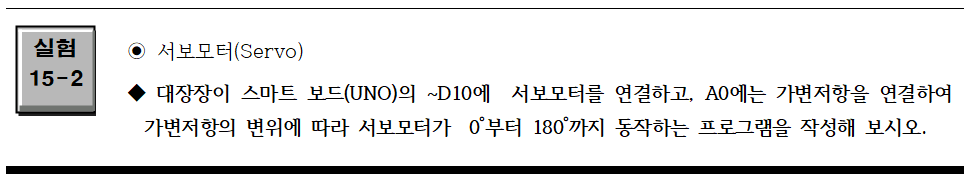 실험
15-2
◉ 서보모터(Servo)
◆ 대장장이 스마트 보드(UNO)의 ~D10에 서보모터를 연결하고, A0에는 가변저항을 연결하여
가변저항의 변위에 따라 서보모터가 0°부터 180°까지 동작하는 프로그램을 작성해 보시오.